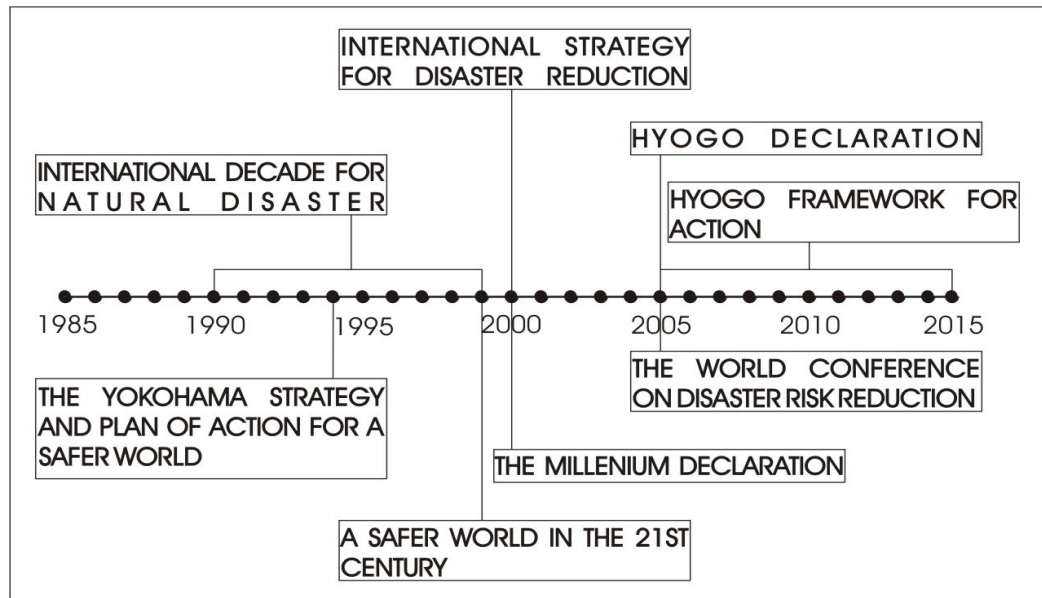 INTERNATIONAL STRATEGY
FOR DISASTER REDUCTION
HYOGO DECLARATION
INTERNATIONAL DECADE FOR
NATURAL DISASTER
HYOGO FRAMEWORK FOR
ACTION
1985 1990 1995 2000 2005 2010 2015
THE YOKOHAMA STRATEGY
AND PLAN OF ACTION FOR A
SAFER WORLD
THE WORLD CONFERENCE
ON DISASTER RISK REDUCTION
THE MILLENIUM DECLARATION
A SAFER WORLD IN THE 21ST
CENTURY